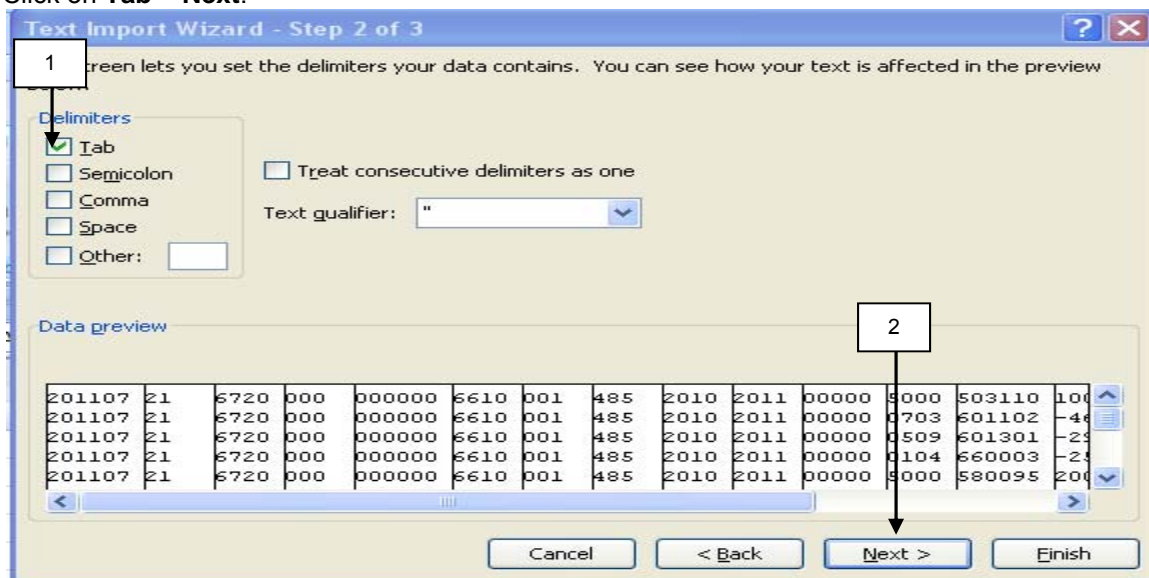 Text Import Wizard - Step 2 of 3
1
creen lets you set the delimiters your data contains. You can see how your text is affected in the preview
Delimiters
Tab
Semicolon
Comma
Space
Other:
Treat consecutive delimiters as one
Text qualifier: "
Data preview
2
201107 21 6720 000 000000 6610 001 485 2010 2011 00000 5000 503110
201107 21 6720 000 000000 6610 001 485 2010 2011 00000 0703 601102
201107 21 6720 000 000000 6610 001 485 2010 2011 00000 0509 601301
201107 21 6720 000 000000 6610 001 485 2010 2011 00000 0104 660003
201107 21 6720 000 000000 6610 001 485 2010 2011 00000 5000 580095
Cancel < Back Next > Finish